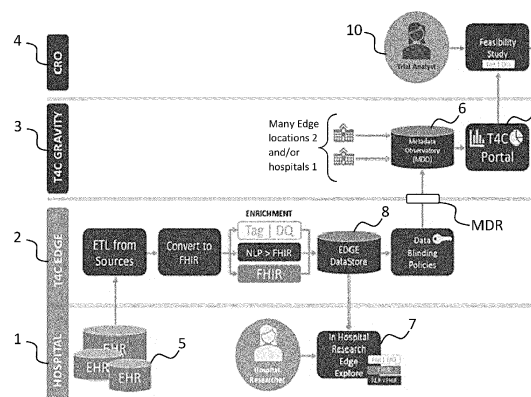 4
CRO
10
Trial Analyst
Feasibility
Study
3
T4C GRAVITY
Many Edge
locations 2
and/or
hospitals 1
6
Metadata
Observatory
(MDO)
T4C
Portal
MDR
2
T4C EDGE
ETL from
Sources
Convert to
FHIR
ENRICHMENT
Tag | DQ
NLP > FHIR
FHIR
8
EDGE
DataStore
Data
Blinding
Policies
1
HOSPITAL
EHR
EHR
EHR
5
Hospital
Researcher
In Hospital
Research
Edge
Explore
7